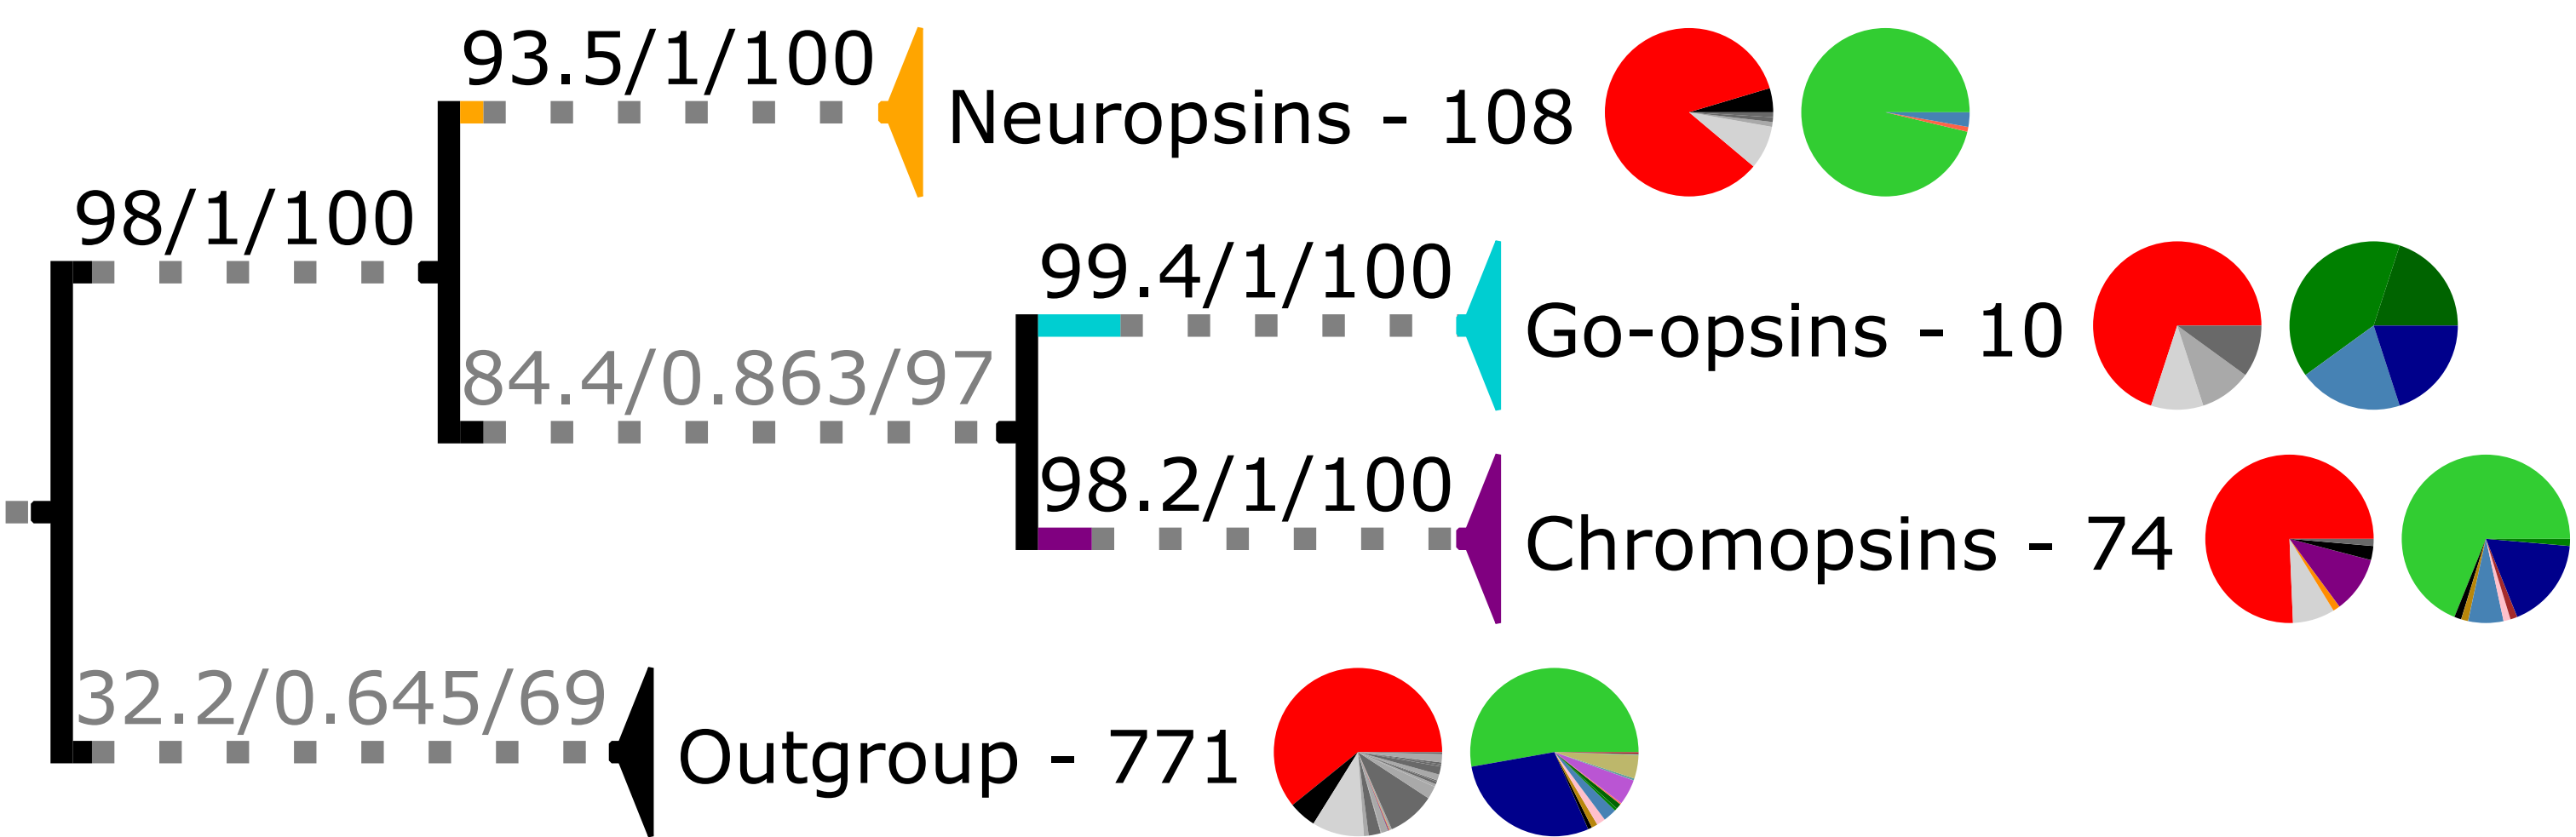 93.5/1/100
Neuropsins - 108
98/1/100
99.4/1/100
Go-opsins - 10
84.4/0.863/97
98.2/1/100
Chromopsins - 74
32.2/0.645/69
Outgroup - 771